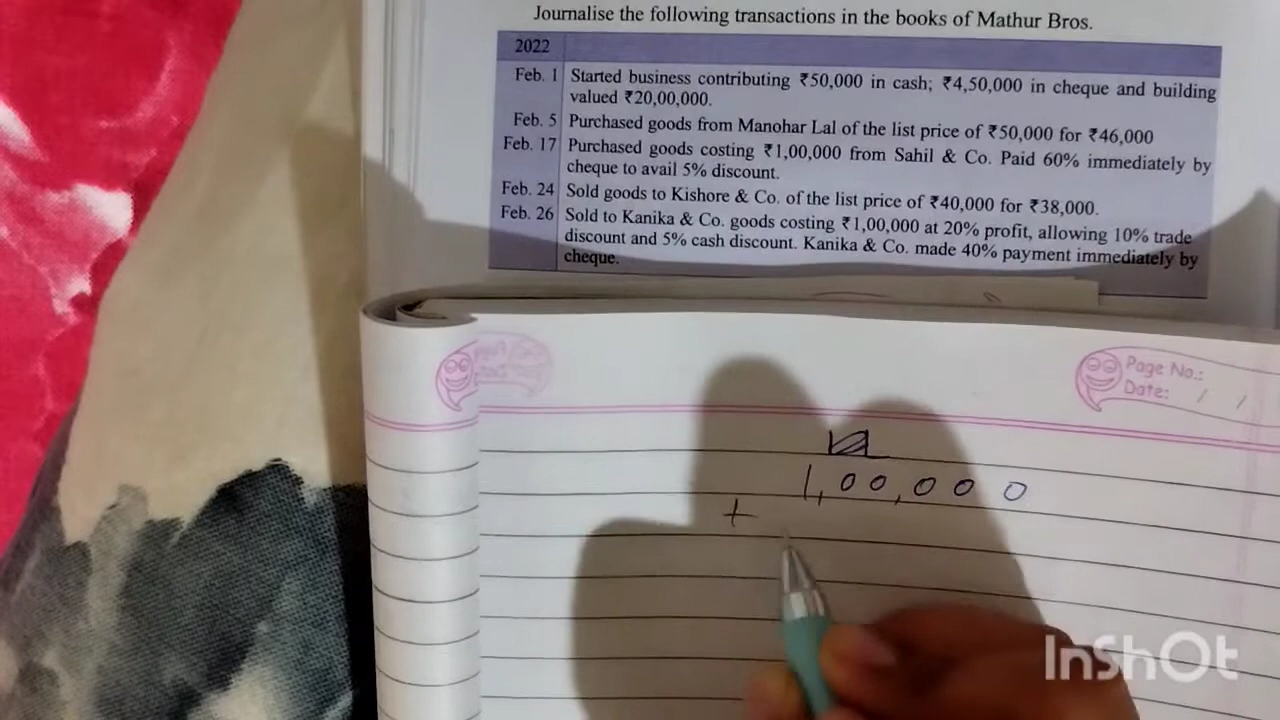 Journalise the following transactions in the books of Mathur Bros.
2022
Feb. 1 Started business contributing ₹50,000 in cash; ₹4,50,000 in cheque and building
valued ₹20,00,000.
Feb. 5 Purchased goods from Manohar Lal of the list price of ₹50,000 for ₹46,000
Feb. 17 Purchased goods costing ₹1,00,000 from Sahil & Co. Paid 60% immediately by
cheque to avail 5% discount.
Feb. 24 Sold goods to Kishore & Co. of the list price of ₹40,000 for ₹38,000.
Feb. 26 Sold to Kanika & Co. goods costing ₹1,00,000 at 20% profit, allowing 10% trade
discount and 5% cash discount. Kanika & Co. made 40% payment immediately by
cheque.
Page No.:
Date: / /
1,00,000
+
InShOt